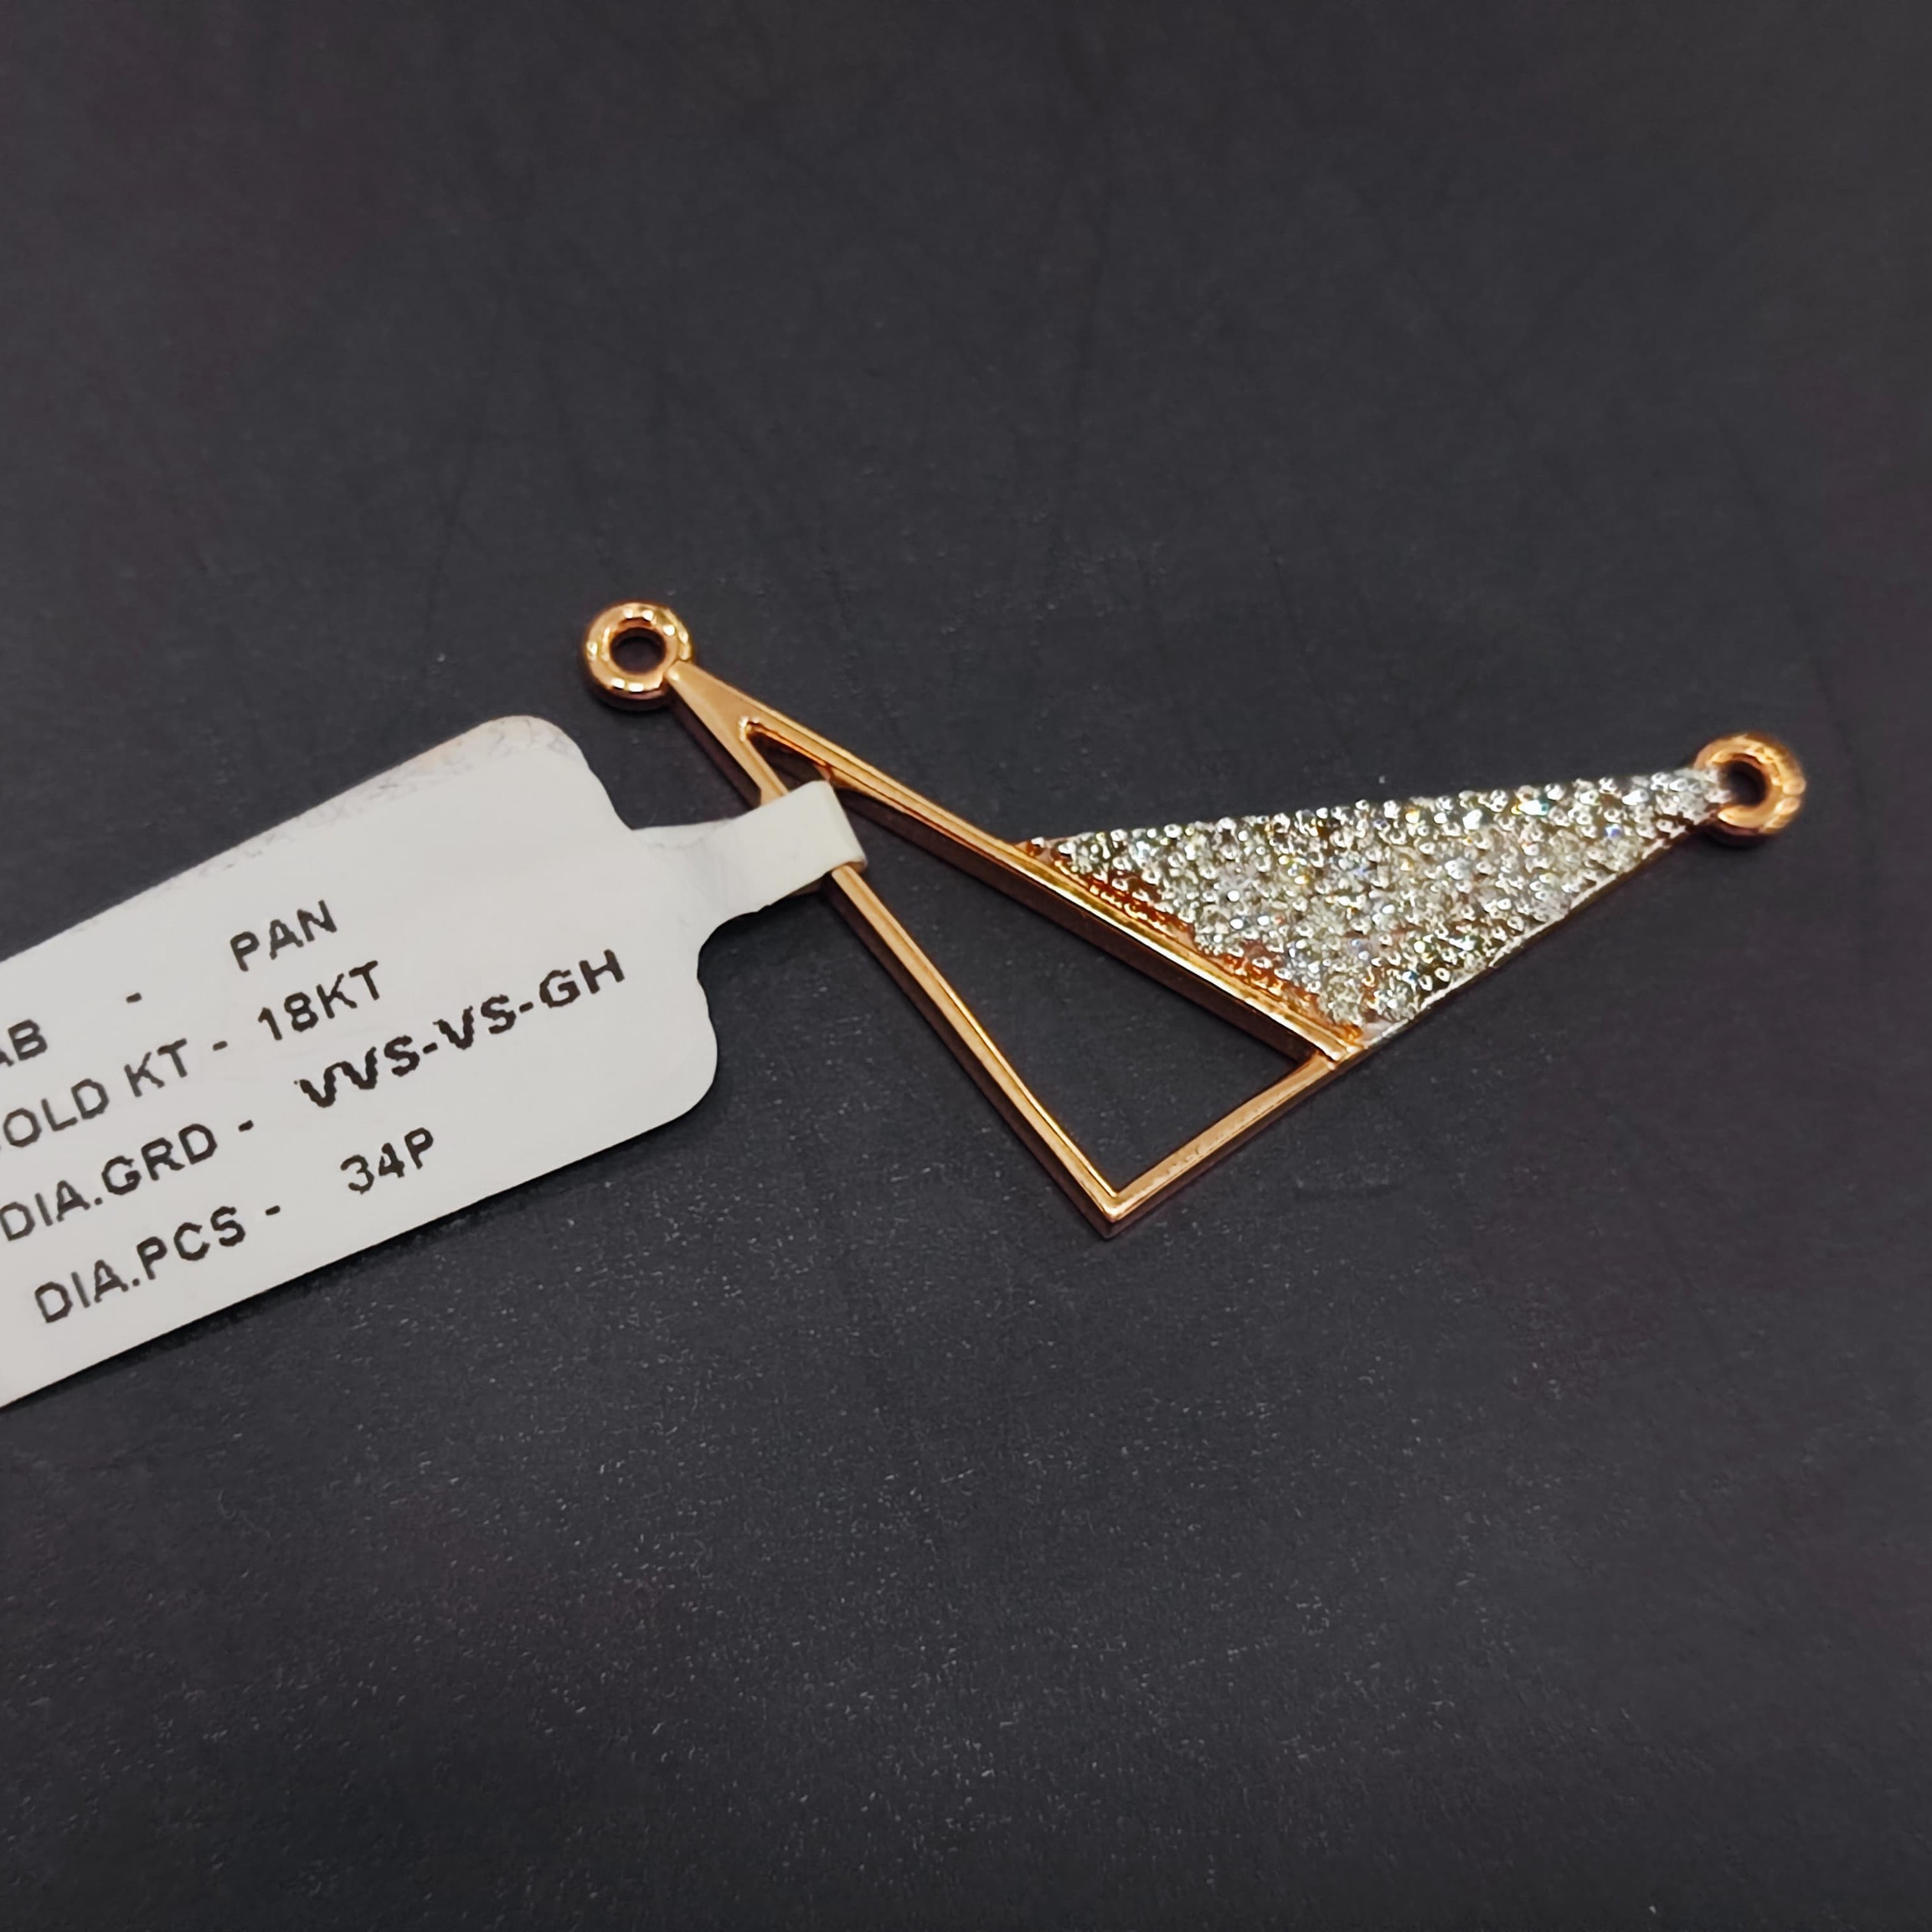 AB - PAN
OLD KT - 18KT
DIA.GRD - VVS-VS-GH
DIA.PCS - 34P